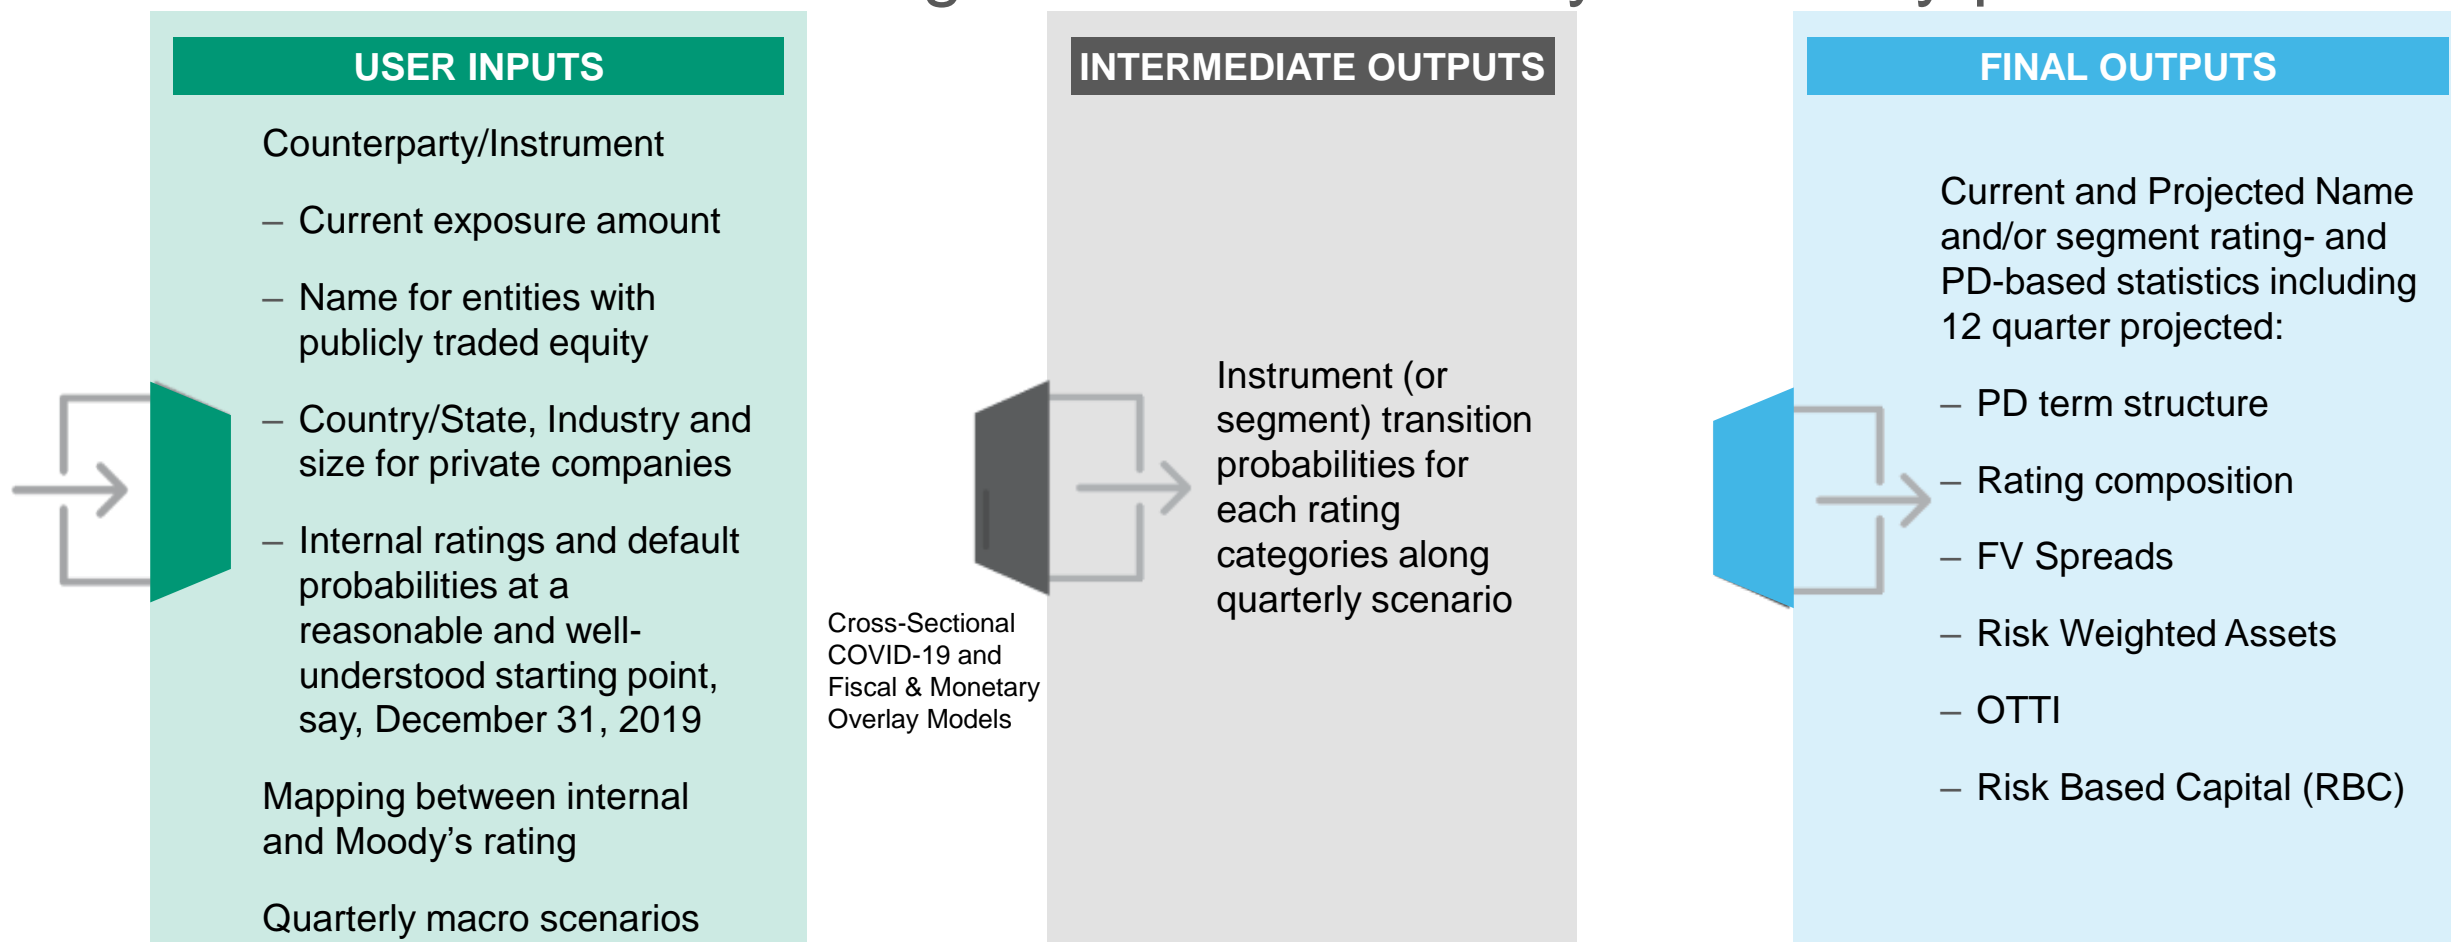 USER INPUTS
Counterparty/Instrument
– Current exposure amount
– Name for entities with
publicly traded equity
– Country/State, Industry and
size for private companies
– Internal ratings and default
probabilities at a
reasonable and well-
understood starting point,
say, December 31, 2019
Mapping between internal
and Moody’s rating
Quarterly macro scenarios
Cross-Sectional
COVID-19 and
Fiscal & Monetary
Overlay Models
INTERMEDIATE OUTPUTS
Instrument (or
segment) transition
probabilities for
each rating
categories along
quarterly scenario
FINAL OUTPUTS
Current and Projected Name
and/or segment rating- and
PD-based statistics including
12 quarter projected:
– PD term structure
– Rating composition
– FV Spreads
– Risk Weighted Assets
– OTTI
– Risk Based Capital (RBC)